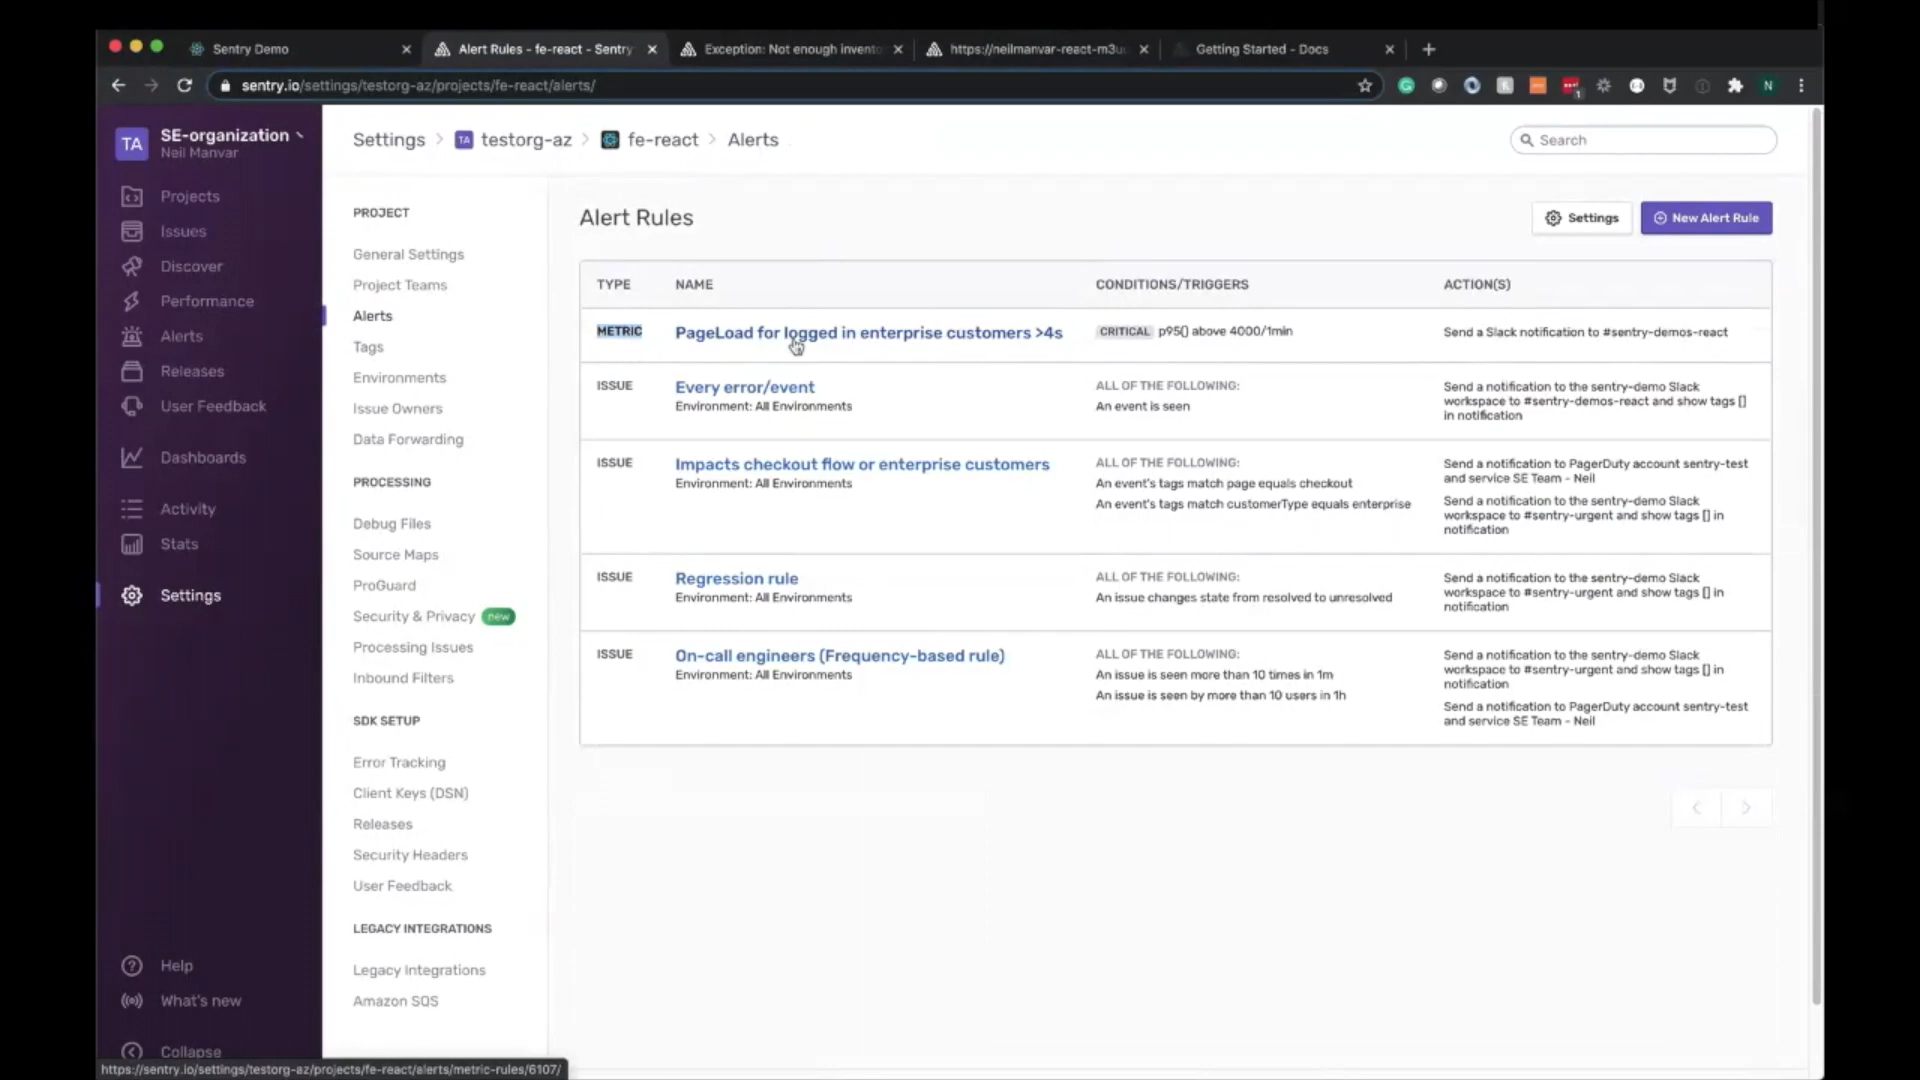 Sentry Demo
Alert Rules - fe-react - Sentry
Exception: Not enough invento
https://neilmanvar-react-m3u
Getting Started - Docs
sentry.io/settings/testorg-az/projects/fe-react/alerts/
N
TA
SE-organization
Neil Manvar
Projects
Issues
Discover
Performance
Alerts
Releases
User Feedback
Dashboards
Activity
Stats
Settings
Help
What's new
Collapse
Settings > TA testorg-az > fe-react > Alerts
Search
PROJECT
General Settings
Project Teams
Alerts
Tags
Environments
Issue Owners
Data Forwarding
PROCESSING
Debug Files
Source Maps
ProGuard
Security & Privacy new
Processing Issues
Inbound Filters
SDK SETUP
Error Tracking
Client Keys (DSN)
Releases
Security Headers
User Feedback
LEGACY INTEGRATIONS
Legacy Integrations
Amazon SQS
Alert Rules
Settings
New Alert Rule
TYPE NAME CONDITIONS/TRIGGERS ACTION(S)
METRIC
PageLoad for logged in enterprise customers >4s
CRITICAL p95() above 4000/1min
Send a Slack notification to #sentry-demos-react
ISSUE
Every error/event
Environment: All Environments
ALL OF THE FOLLOWING:
An event is seen
Send a notification to the sentry-demo Slack
workspace to #sentry-demos-react and show tags []
in notification
ISSUE
Impacts checkout flow or enterprise customers
Environment: All Environments
ALL OF THE FOLLOWING:
An event's tags match page equals checkout
An event's tags match customerType equals enterprise
Send a notification to PagerDuty account sentry-test
and service SE Team - Neil
Send a notification to the sentry-demo Slack
workspace to #sentry-urgent and show tags [] in
notification
ISSUE
Regression rule
Environment: All Environments
ALL OF THE FOLLOWING:
An issue changes state from resolved to unresolved
Send a notification to the sentry-demo Slack
workspace to #sentry-urgent and show tags [] in
notification
ISSUE
On-call engineers (Frequency-based rule)
Environment: All Environments
ALL OF THE FOLLOWING:
An issue is seen more than 10 times in 1m
An issue is seen by more than 10 users in 1h
Send a notification to the sentry-demo Slack
workspace to #sentry-urgent and show tags [] in
notification
Send a notification to PagerDuty account sentry-test
and service SE Team - Neil
https://sentry.io/settings/testorg-az/projects/fe-react/alerts/metric-rules/6107/